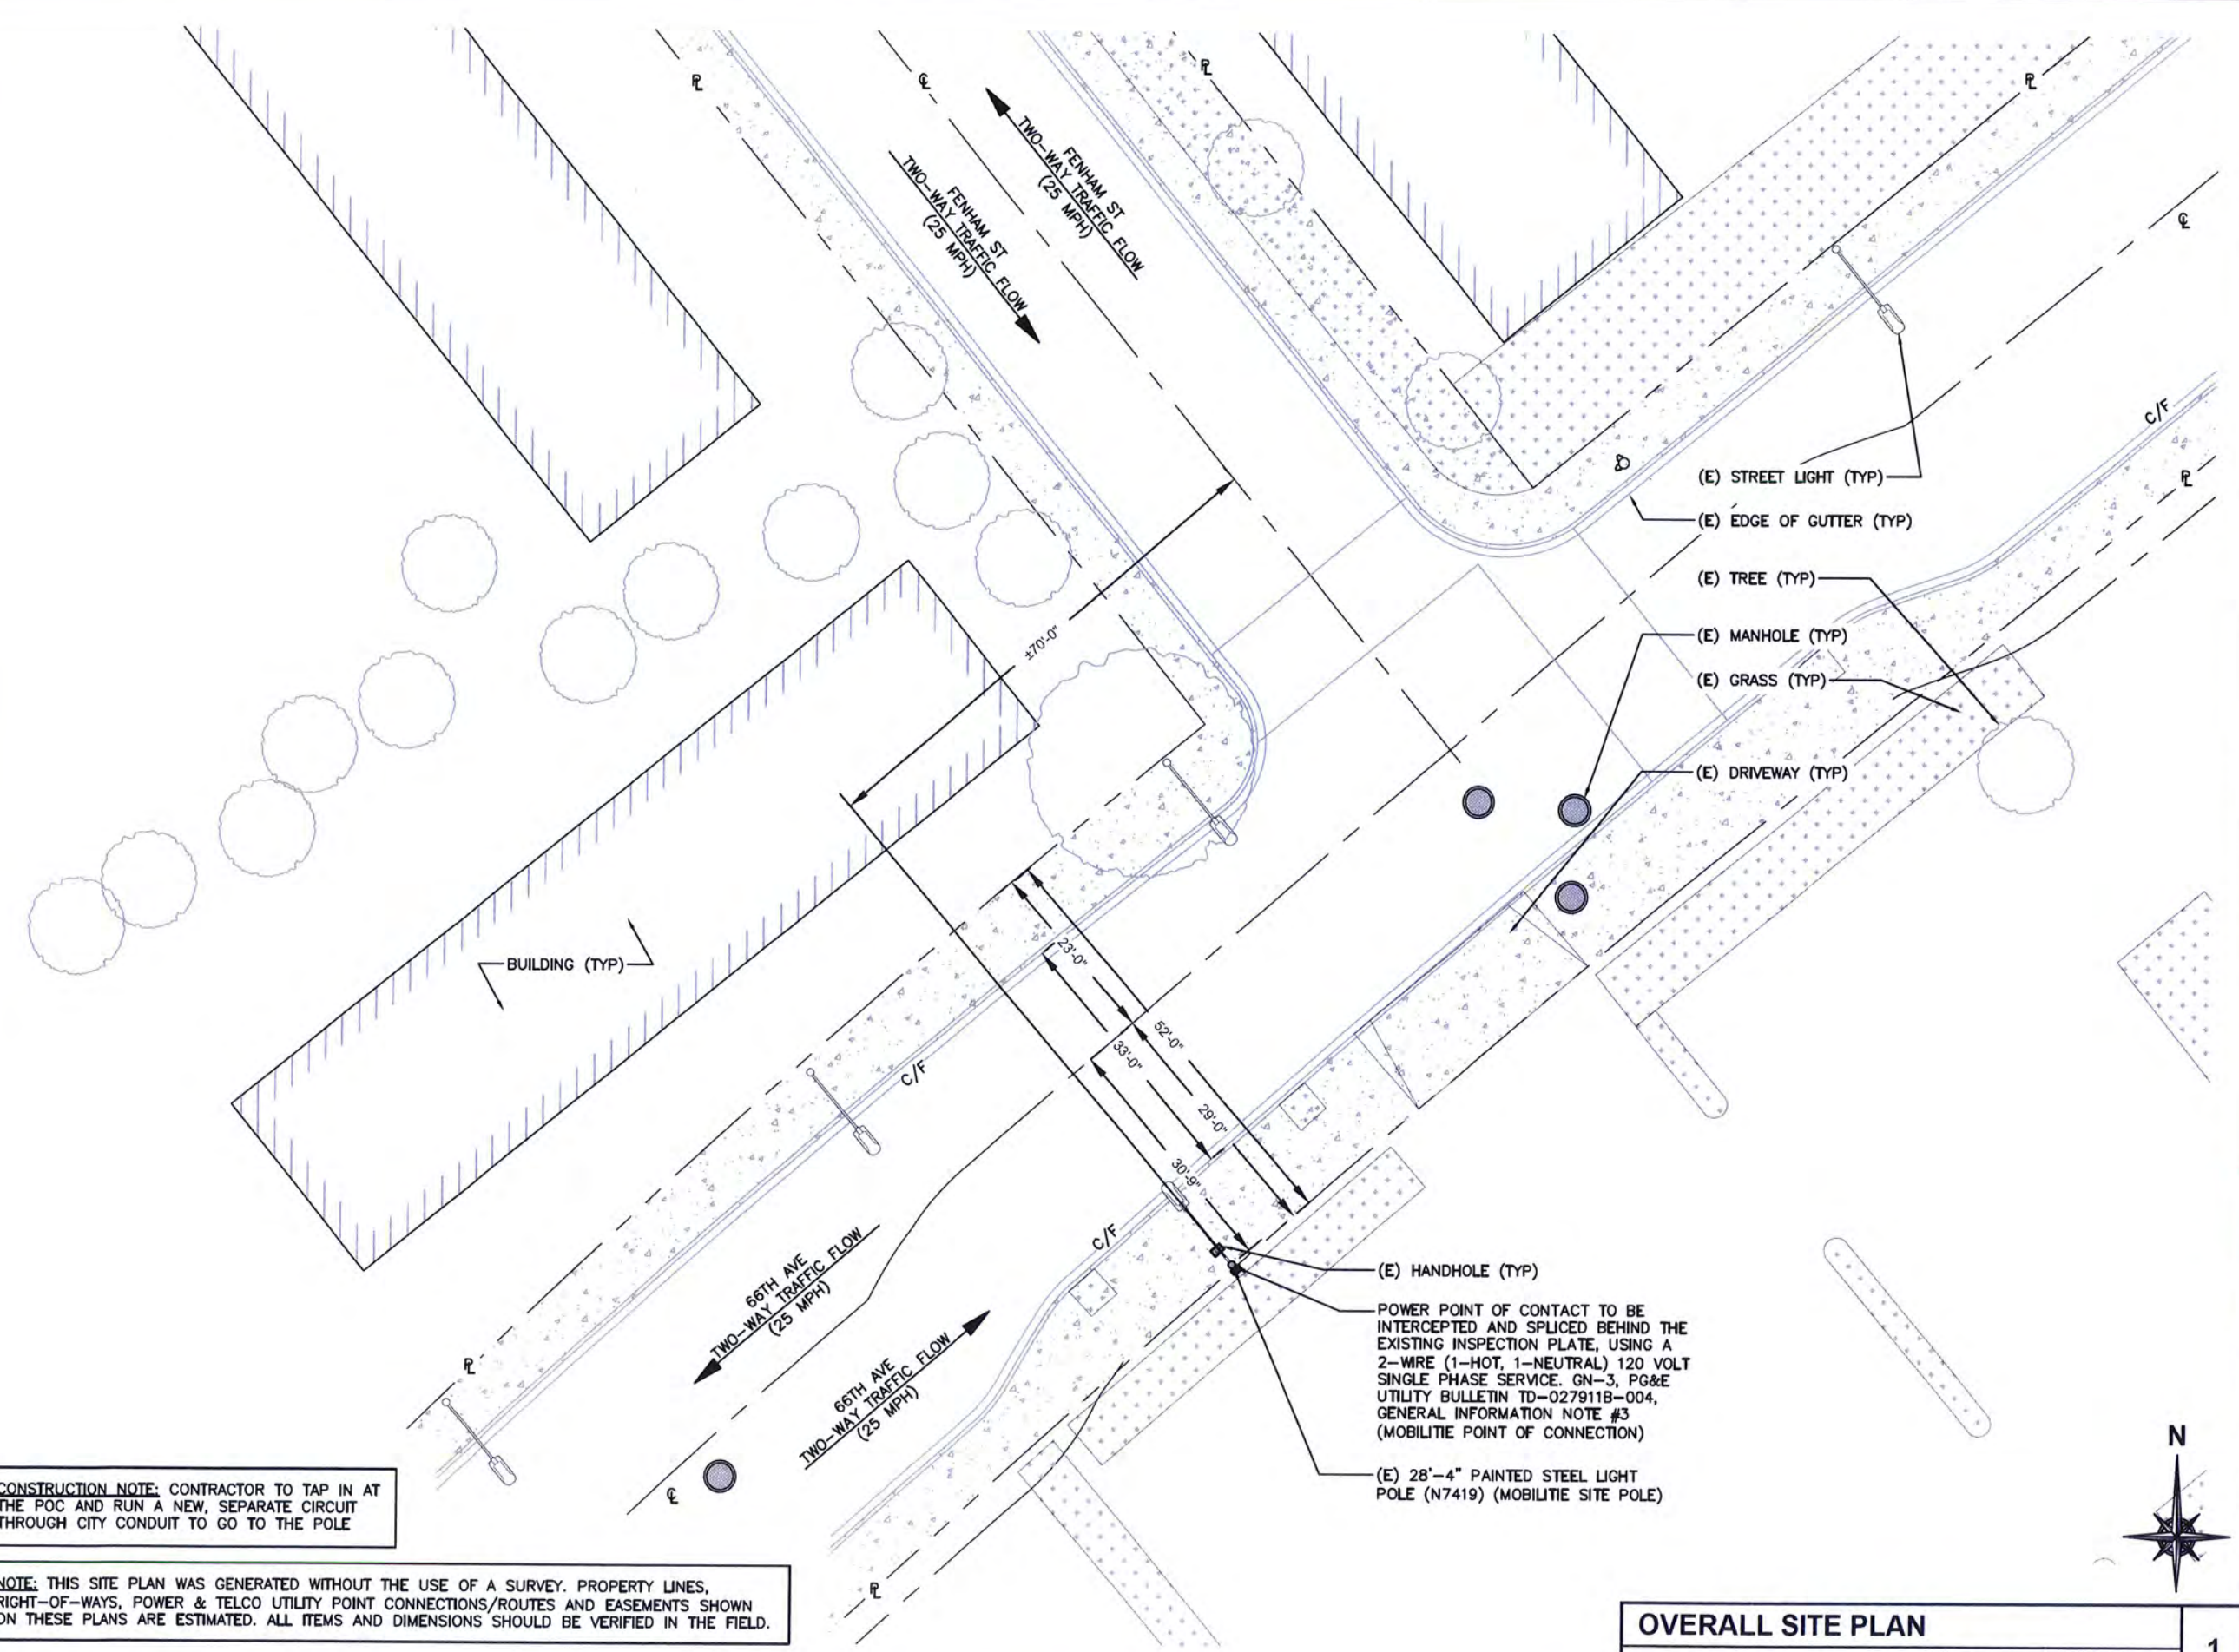 PL
CL
PL
PL
FENHAM ST
TWO-WAY TRAFFIC FLOW
(25 MPH)
FENHAM ST
TWO-WAY TRAFFIC FLOW
(25 MPH)
CL
C/F
PL
(E) STREET LIGHT (TYP)
(E) EDGE OF GUTTER (TYP)
(E) TREE (TYP)
(E) MANHOLE (TYP)
(E) GRASS (TYP)
(E) DRIVEWAY (TYP)
±70'-0"
BUILDING (TYP)
23'-0"
52'-0"
33'-0"
29'-0"
30'-9"
C/F
C/F
66TH AVE
TWO-WAY TRAFFIC FLOW
(25 MPH)
66TH AVE
TWO-WAY TRAFFIC FLOW
(25 MPH)
PL
CL
PL
(E) HANDHOLE (TYP)
POWER POINT OF CONTACT TO BE
INTERCEPTED AND SPLICED BEHIND THE
EXISTING INSPECTION PLATE, USING A
2-WIRE (1-HOT, 1-NEUTRAL) 120 VOLT
SINGLE PHASE SERVICE. GN-3, PG&E
UTILITY BULLETIN TD-027911B-004,
GENERAL INFORMATION NOTE #3
(MOBILITIE POINT OF CONNECTION)
(E) 28'-4" PAINTED STEEL LIGHT
POLE (N7419) (MOBILITIE SITE POLE)
CONSTRUCTION NOTE: CONTRACTOR TO TAP IN AT
THE POC AND RUN A NEW, SEPARATE CIRCUIT
THROUGH CITY CONDUIT TO GO TO THE POLE
NOTE: THIS SITE PLAN WAS GENERATED WITHOUT THE USE OF A SURVEY. PROPERTY LINES,
RIGHT-OF-WAYS, POWER & TELCO UTILITY POINT CONNECTIONS/ROUTES AND EASEMENTS SHOWN
ON THESE PLANS ARE ESTIMATED. ALL ITEMS AND DIMENSIONS SHOULD BE VERIFIED IN THE FIELD.
N
OVERALL SITE PLAN